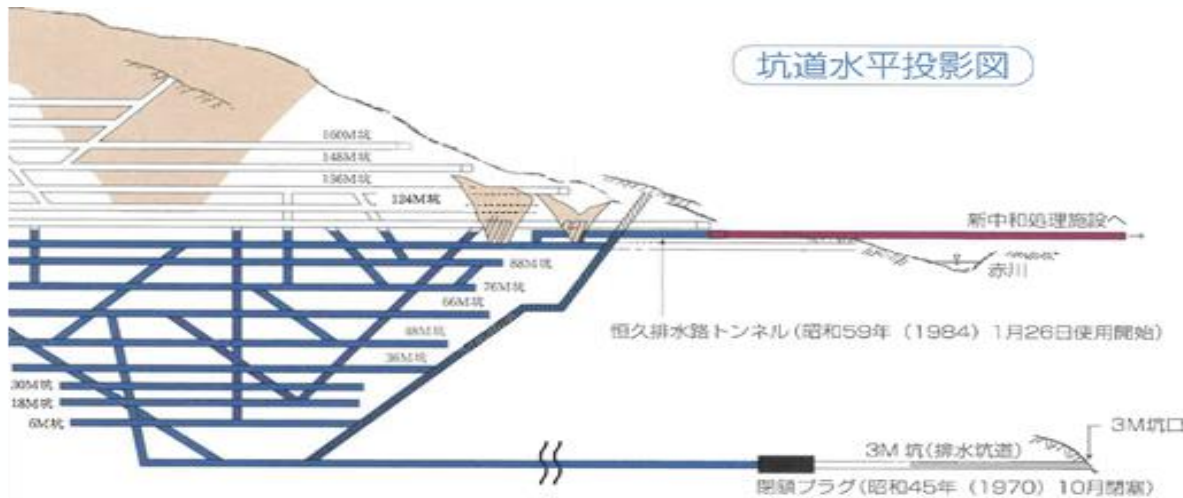 坑道水平投影図
160M坑
148M坑
136M坑
124M坑
新中和処理施設へ
赤川
88M坑
76M坑
66M坑
恒久排水路トンネル(昭和59年(1984)1月26日使用開始)
48M坑
36M坑
30M坑
18M坑
6M坑
3M坑口
3M坑(排水坑道)
閉鎖プラグ(昭和45年(1970)10月閉塞)